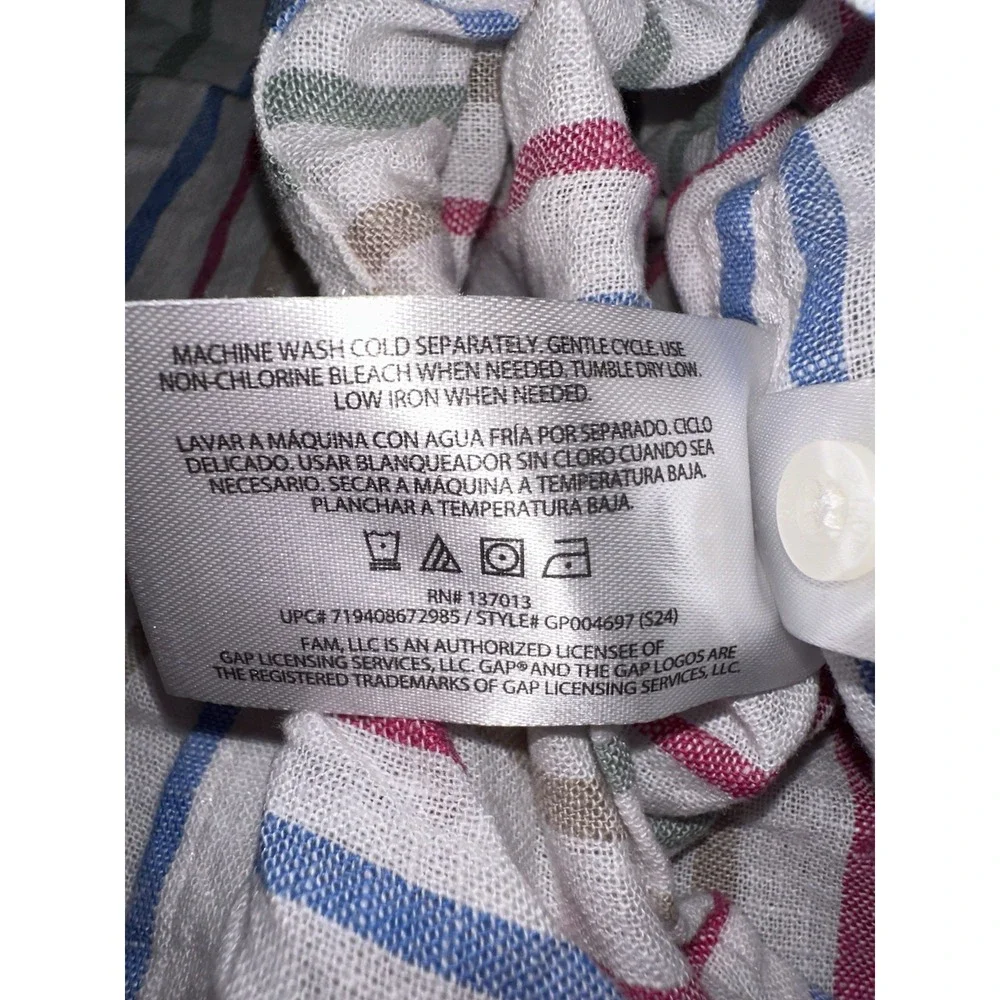 MACHINE WASH COLD SEPARATELY. GENTLE CYCLE. USE
NON-CHLORINE BLEACH WHEN NEEDED. TUMBLE DRY LOW.
LOW IRON WHEN NEEDED.
LAVAR A MÁQUINA CON AGUA FRÍA POR SEPARADO. CICLO
DELICADO. USAR BLANQUEADOR SIN CLORO CUANDO SEA
NECESARIO. SECAR A MÁQUINA A TEMPERATURA BAJA.
PLANCHAR A TEMPERATURA BAJA.
RN# 137013
UPC# 719408672985 / STYLE# GP004697 (S24)
FAM, LLC IS AN AUTHORIZED LICENSEE OF
GAP LICENSING SERVICES, LLC. GAP® AND THE GAP LOGOS ARE
THE REGISTERED TRADEMARKS OF GAP LICENSING SERVICES, LLC.